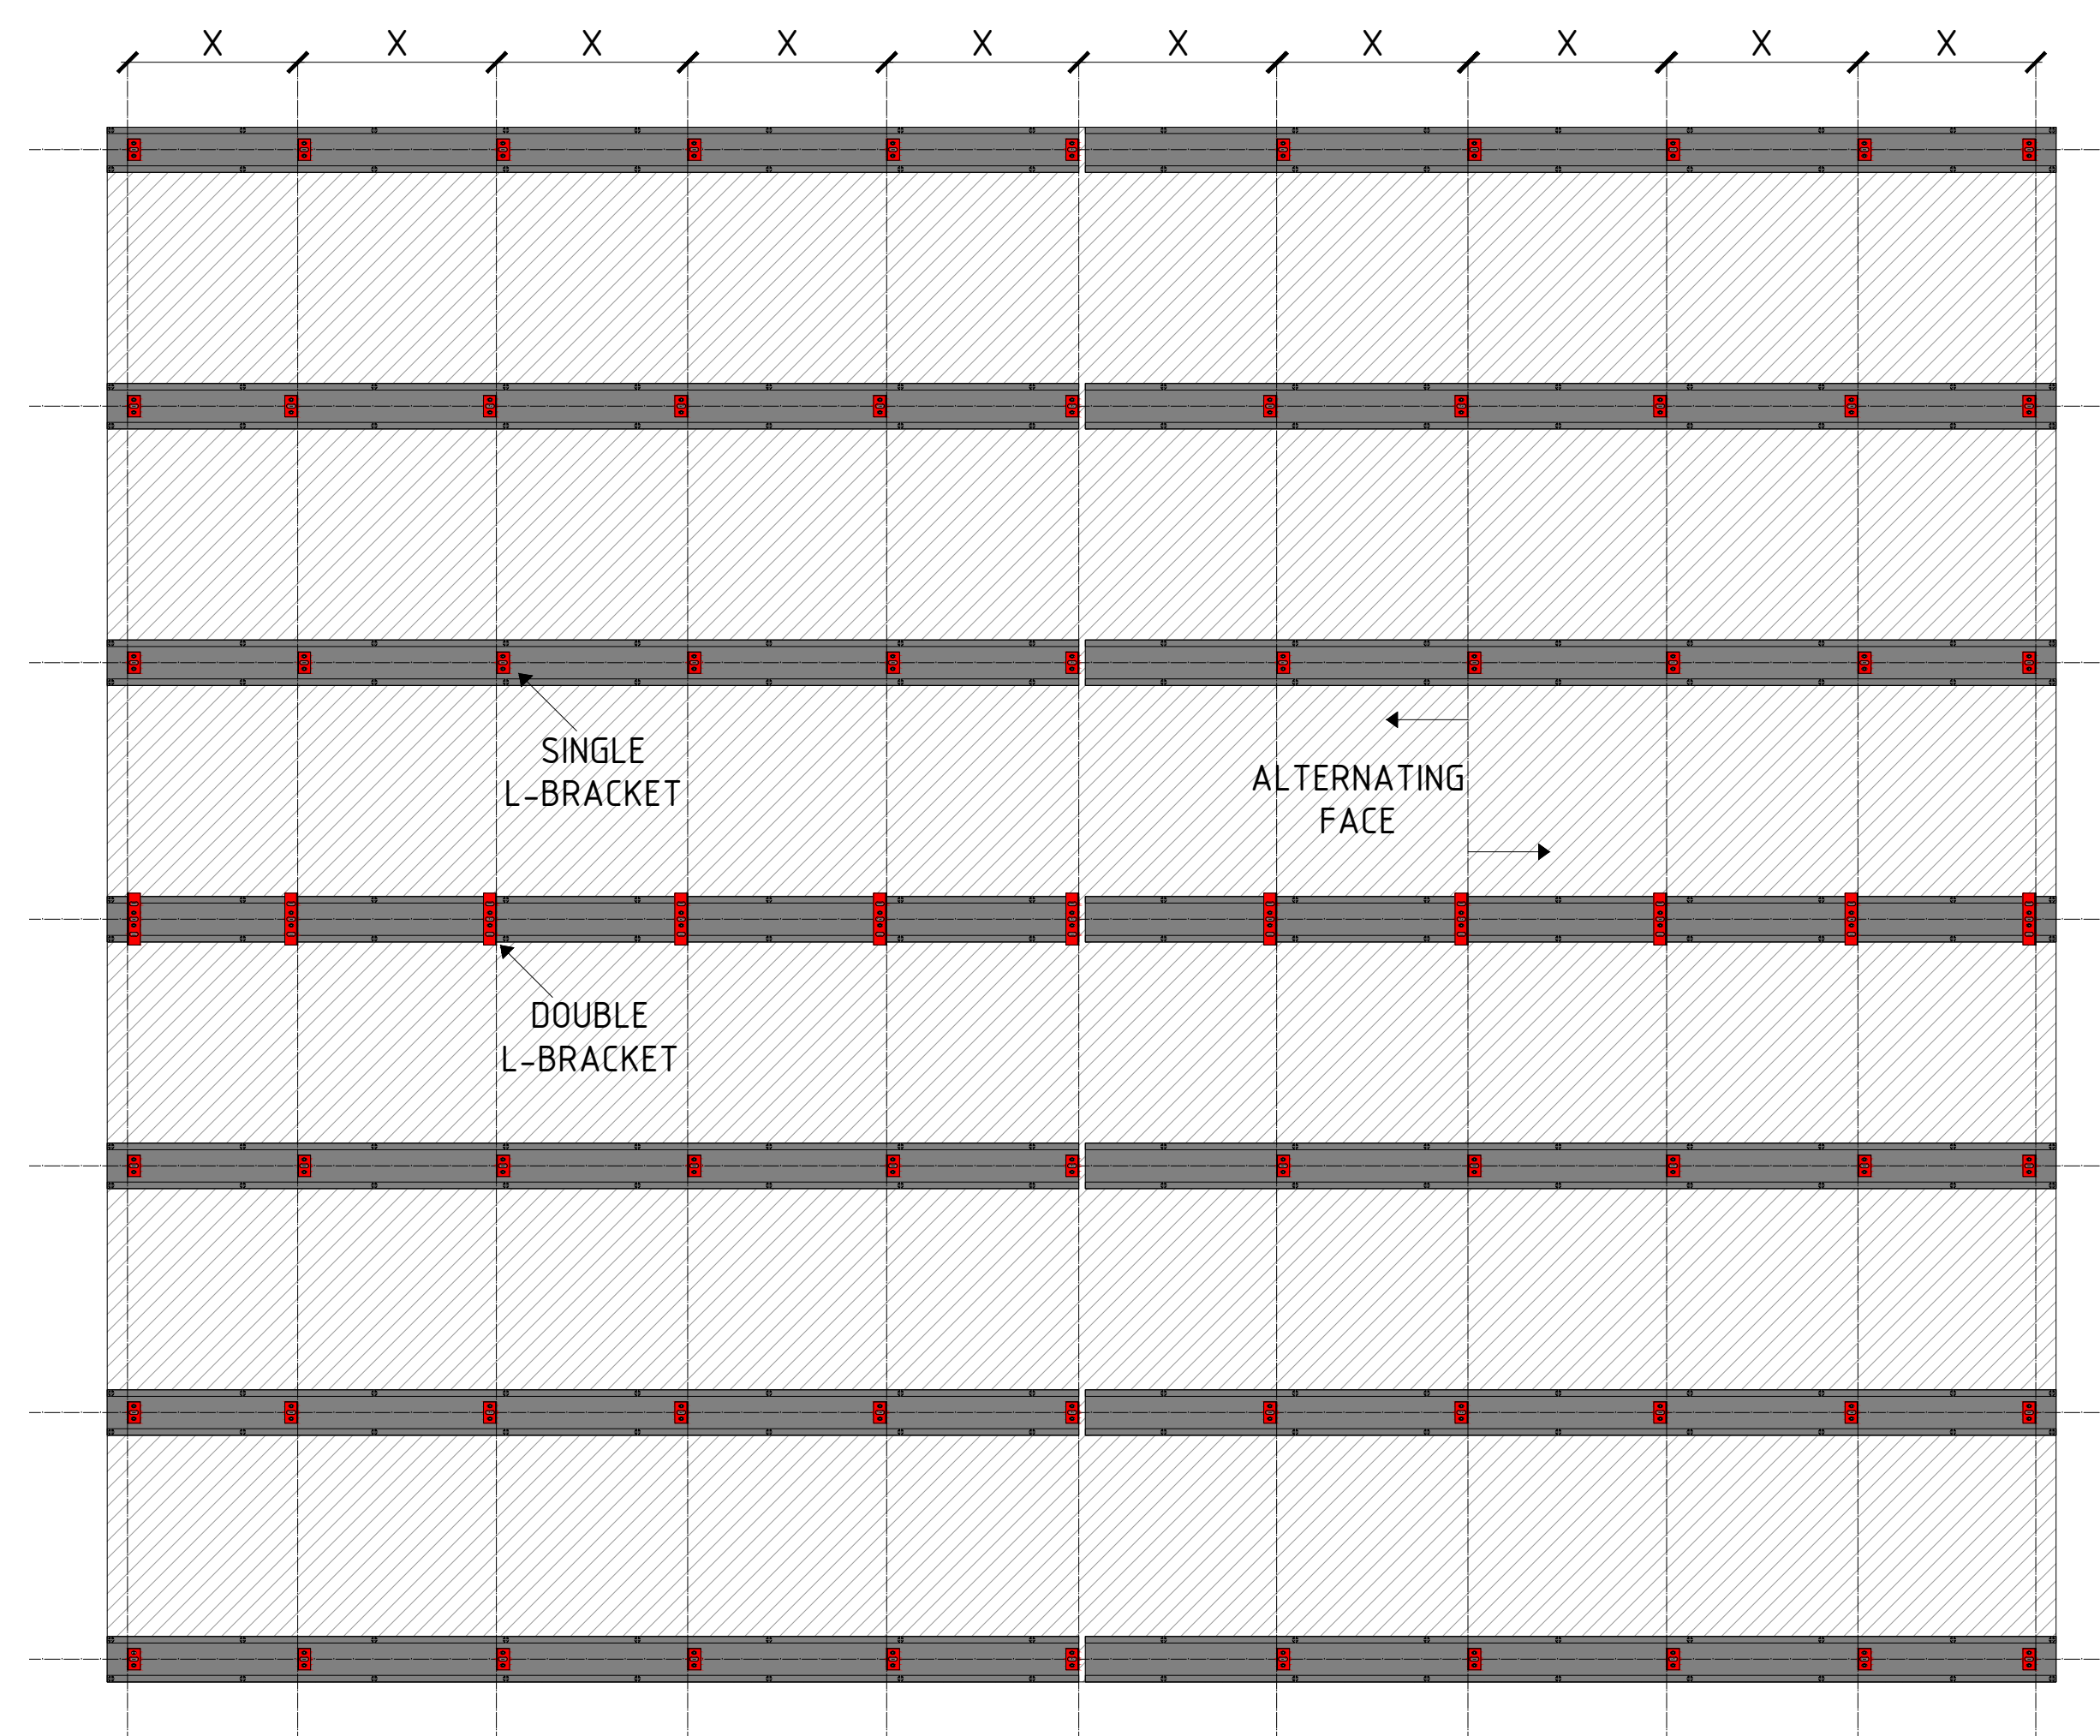 X X X X X X X X X X
SINGLE
L-BRACKET
ALTERNATING
FACE
DOUBLE
L-BRACKET